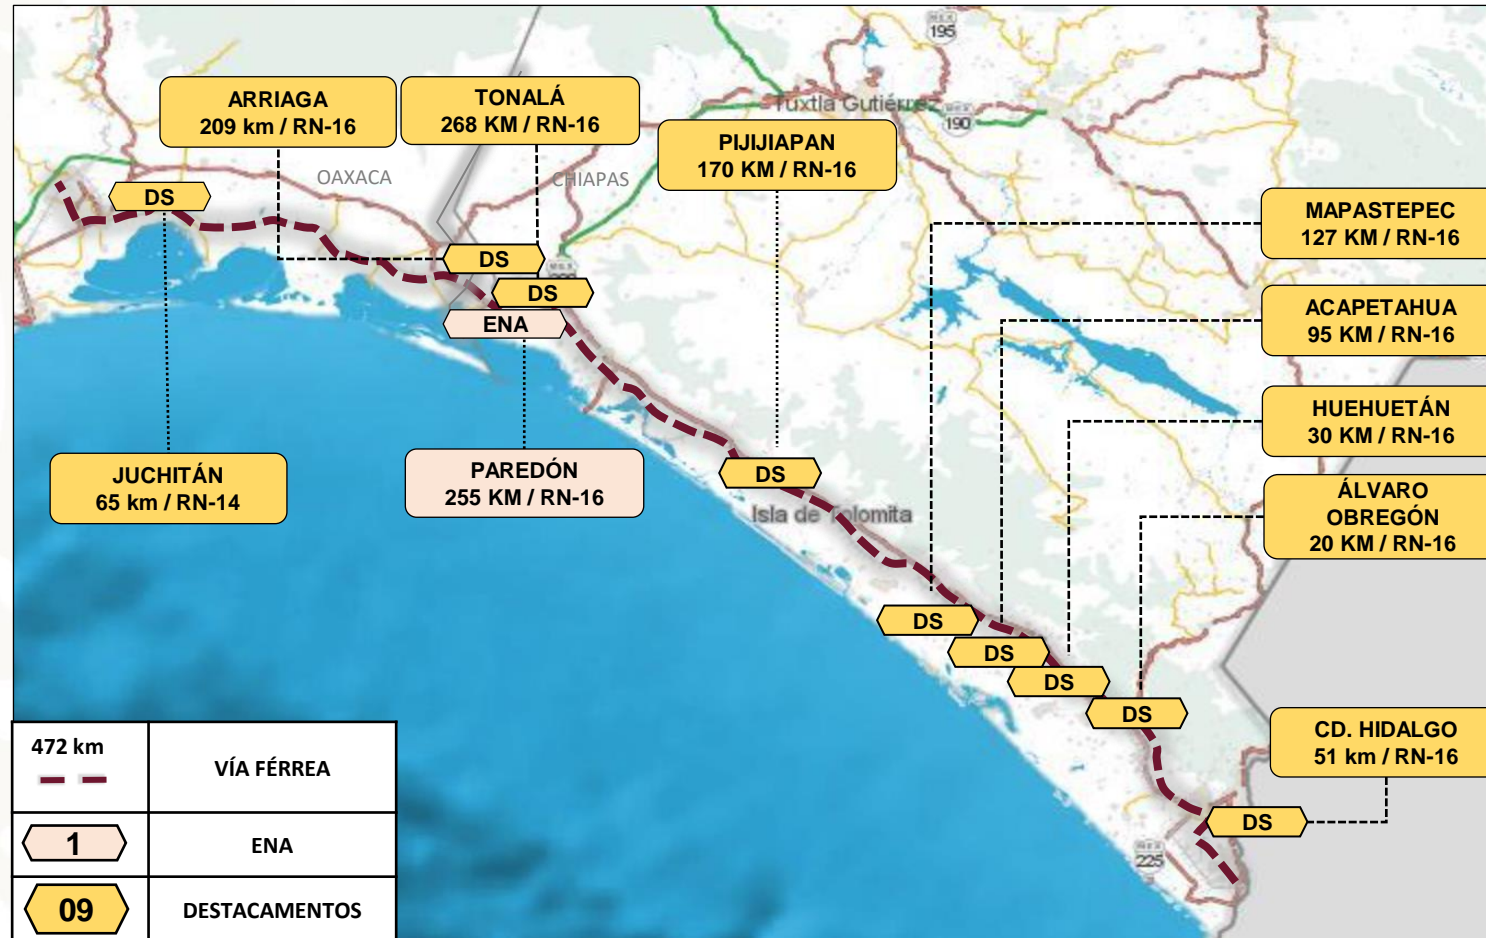 195
ARRIAGA
209 km / RN-16
TONALÁ
268 KM / RN-16
Tuxtla Gutiérrez
190
PIJIJIAPAN
170 KM / RN-16
OAXACA
CHIAPAS
DS
MAPASTEPEC
127 KM / RN-16
DS
DS
ENA
ACAPETAHUA
95 KM / RN-16
HUEHUETÁN
30 KM / RN-16
JUCHITÁN
65 km / RN-14
PAREDÓN
255 KM / RN-16
DS
ÁLVARO
OBREGÓN
20 KM / RN-16
Isla de Tolomita
DS
DS
DS
DS
CD. HIDALGO
51 km / RN-16
DS
225
472 km
VÍA FÉRREA
1
ENA
09
DESTACAMENTOS